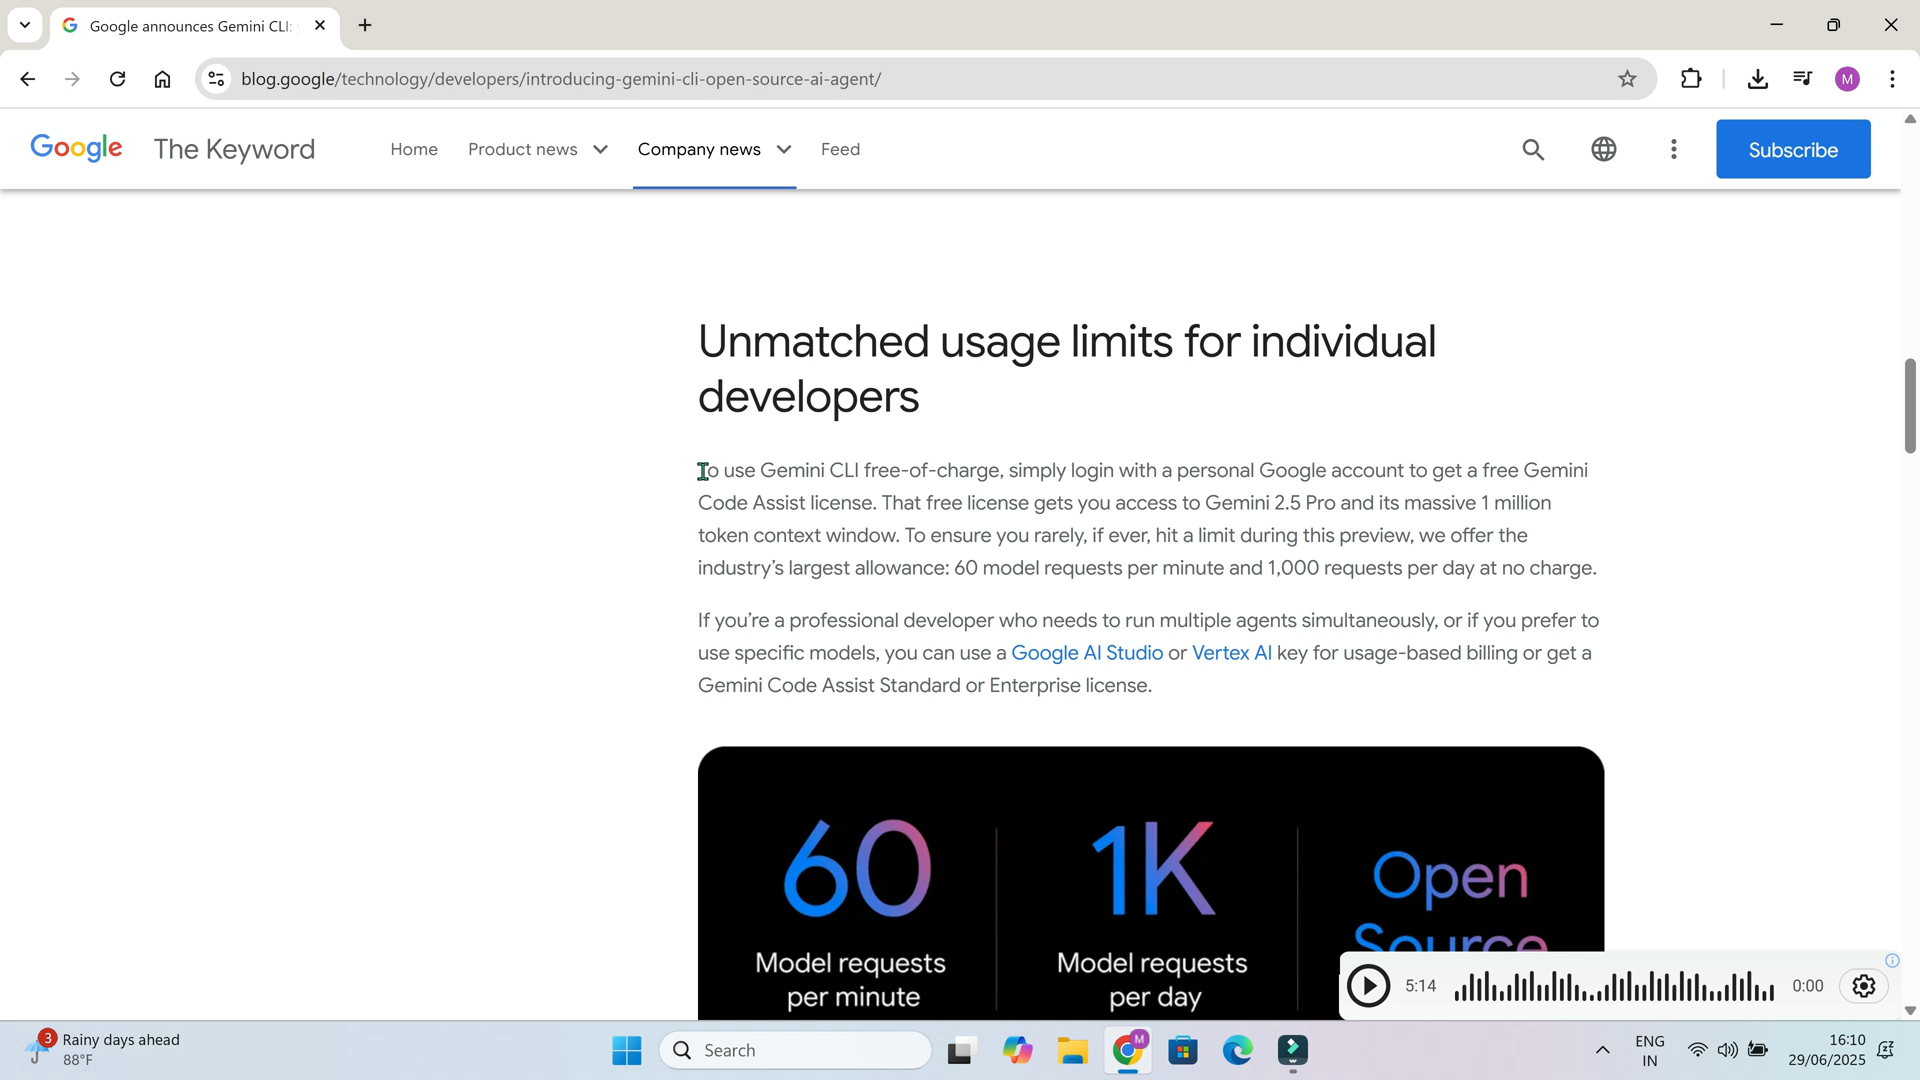 Google announces Gemini CLI:
blog.google/technology/developers/introducing-gemini-cli-open-source-ai-agent/
M
Google The Keyword
Home
Product news
Company news
Feed
Subscribe
Unmatched usage limits for individual
developers
To use Gemini CLI free-of-charge, simply login with a personal Google account to get a free Gemini
Code Assist license. That free license gets you access to Gemini 2.5 Pro and its massive 1 million
token context window. To ensure you rarely, if ever, hit a limit during this preview, we offer the
industry’s largest allowance: 60 model requests per minute and 1,000 requests per day at no charge.
If you’re a professional developer who needs to run multiple agents simultaneously, or if you prefer to
use specific models, you can use a Google AI Studio or Vertex AI key for usage-based billing or get a
Gemini Code Assist Standard or Enterprise license.
60
Model requests
per minute
1K
Model requests
per day
Open
Source
5:14
0:00
3
Rainy days ahead
88°F
Search
M
ENG
IN
16:10
29/06/2025